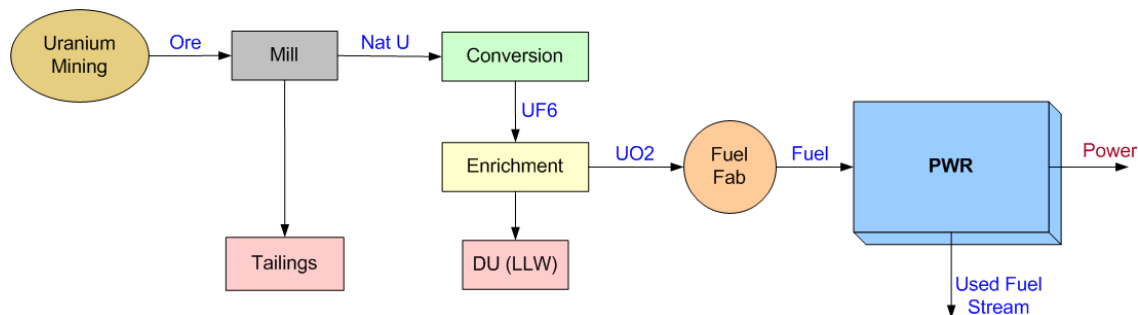 Uranium
Mining
Ore
Mill
Nat U
Conversion
UF6
Enrichment
UO2
Fuel
Fab
Fuel
PWR
Power
Tailings
DU (LLW)
Used Fuel
Stream